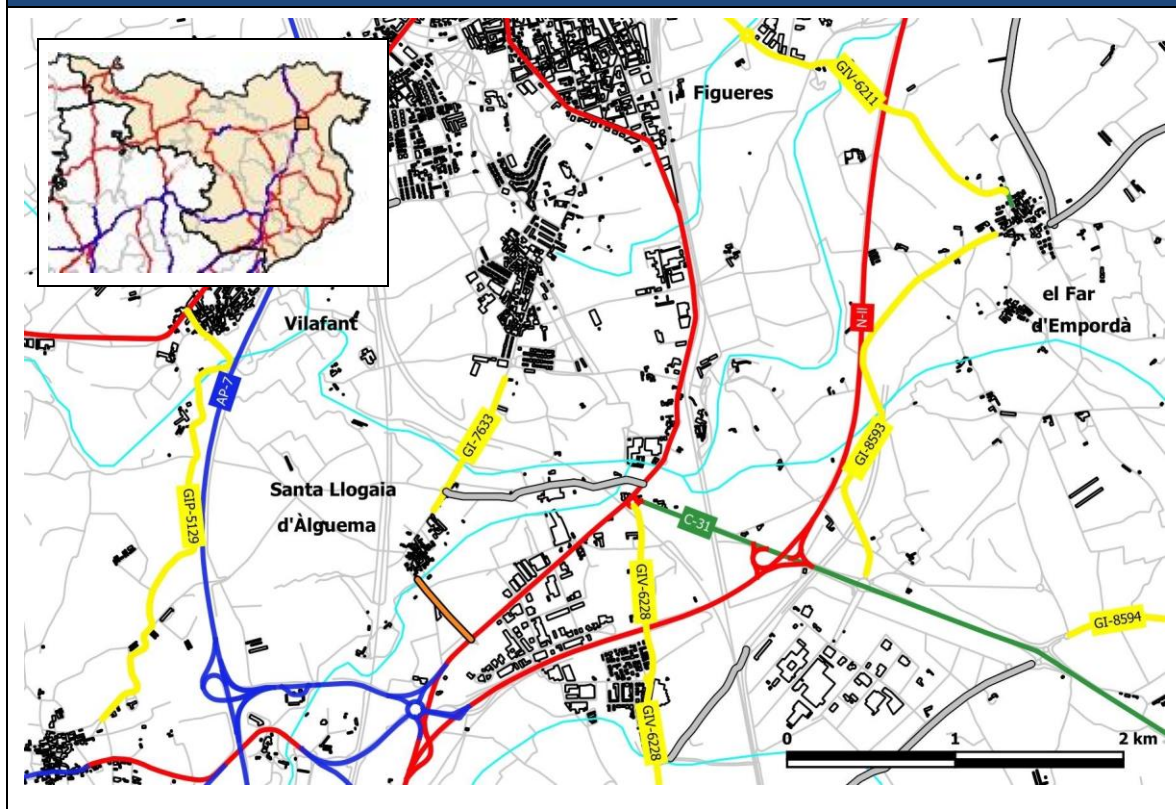 Figueres
GIV-6211
el Far
d'Empordà
N-II
Vilafant
AP-7
GI-7633
GI-8593
Santa Llogaia
d'Àlguema
GIP-5129
C-31
GIV-6228
GI-8594
GIV-6228
0 1 2 km